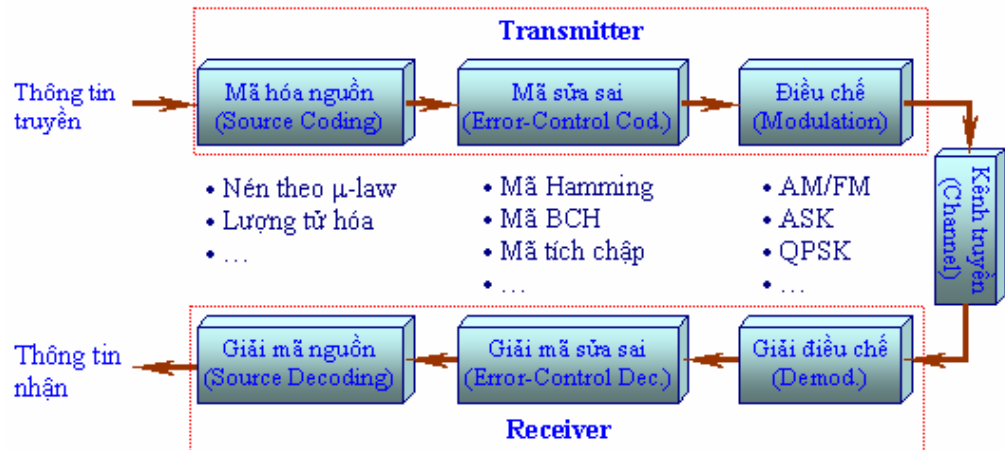 Transmitter
Thông tin
truyền
Mã hóa nguồn
(Source Coding)
Mã sửa sai
(Error-Control Cod.)
Điều chế
(Modulation)
Kênh truyền
(Channel)
• Nén theo μ-law
• Lượng tử hóa
• …
• Mã Hamming
• Mã BCH
• Mã tích chập
• …
• AM/FM
• ASK
• QPSK
• …
Thông tin
nhận
Giải mã nguồn
(Source Decoding)
Giải mã sửa sai
(Error-Control Dec.)
Giải điều chế
(Demod.)
Receiver